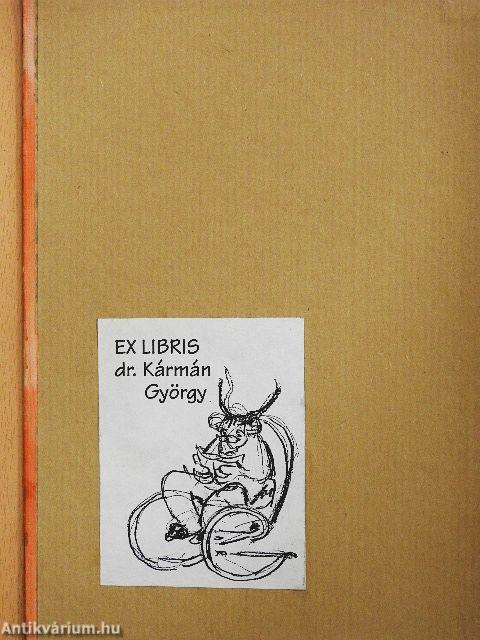 EX LIBRIS
dr. Kármán
György
Antikvárium.hu